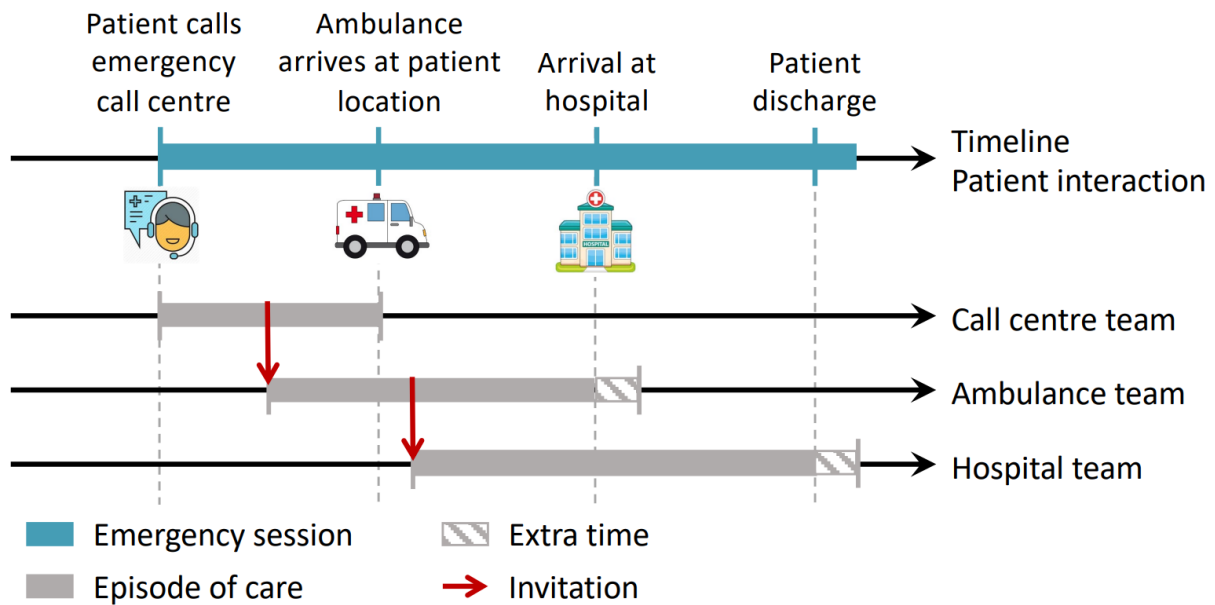 Patient calls
emergency
call centre
Ambulance
arrives at patient
location
Arrival at
hospital
Patient
discharge
Timeline
Patient interaction
HOSPITAL
Call centre team
Ambulance team
Hospital team
Emergency session
Extra time
Episode of care
Invitation